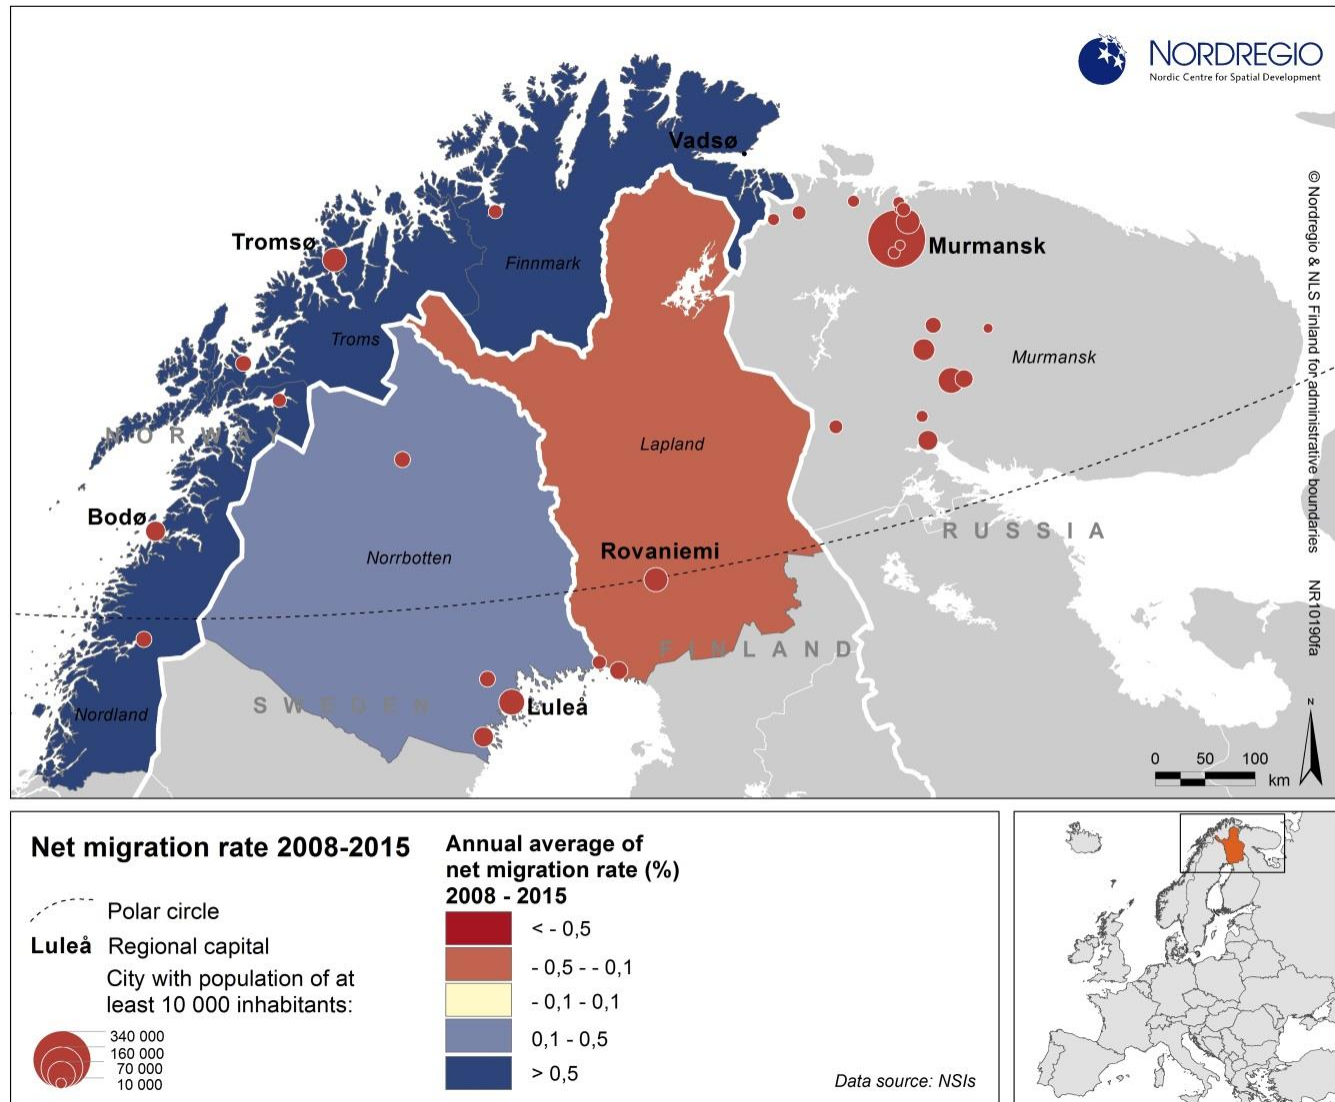 NORDREGIO
Nordic Centre for Spatial Development
Vadsø
Tromsø
Finnmark
Murmansk
Troms
Murmansk
NORWAY
Lapland
Bodø
RUSSIA
Norrbotten
Rovaniemi
FINLAND
SWEDEN
Luleå
Nordland
© Nordregio & NLS Finland for administrative boundaries
NR10190fa
N
0 50 100
km
Net migration rate 2008-2015
Polar circle
Luleå Regional capital
City with population of at
least 10 000 inhabitants:
340 000
160 000
70 000
10 000
Annual average of
net migration rate (%)
2008 - 2015
< - 0,5
- 0,5 - - 0,1
- 0,1 - 0,1
0,1 - 0,5
> 0,5
Data source: NSIs